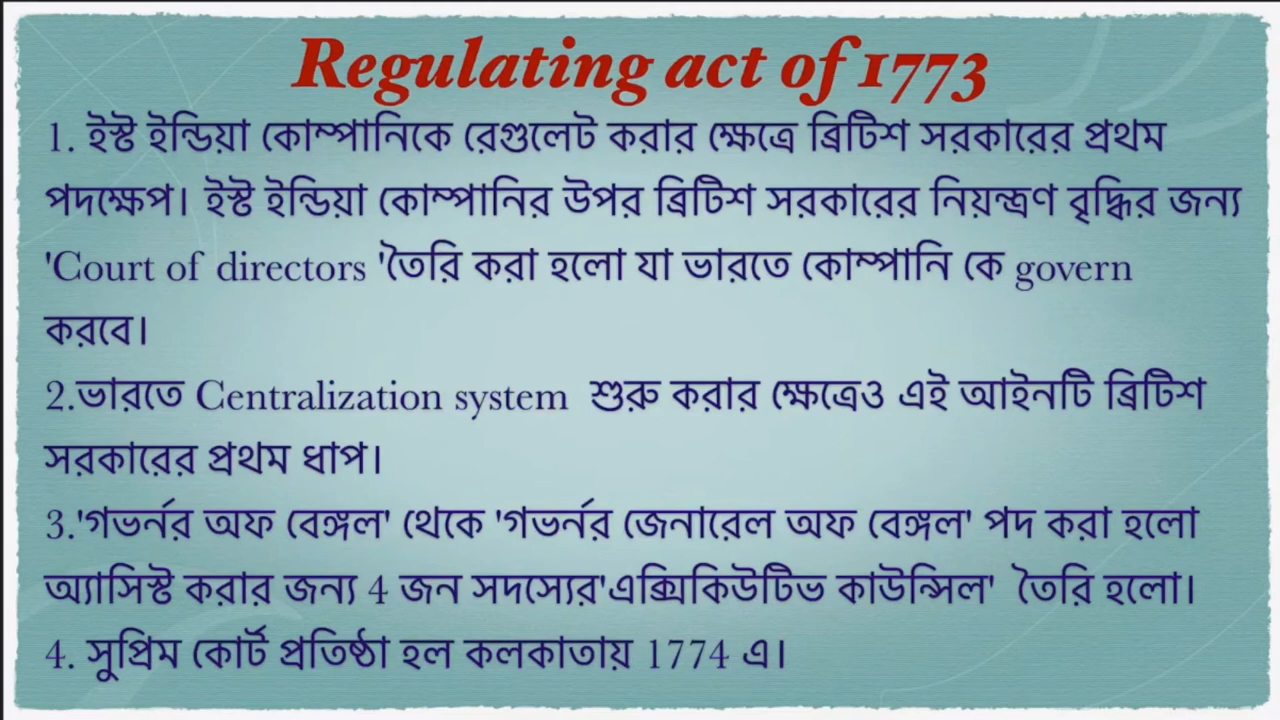 Regulating act of 1773
1. ইস্ট ইন্ডিয়া কোম্পানিকে রেগুলেট করার ক্ষেত্রে ব্রিটিশ সরকারের প্রথম
পদক্ষেপ। ইস্ট ইন্ডিয়া কোম্পানির উপর ব্রিটিশ সরকারের নিয়ন্ত্রণ বৃদ্ধির জন্য
'Court of directors 'তৈরি করা হলো যা ভারতে কোম্পানি কে govern
করবে।
2.ভারতে Centralization system শুরু করার ক্ষেত্রেও এই আইনটি ব্রিটিশ
সরকারের প্রথম ধাপ।
3.'গভর্নর অফ বেঙ্গল' থেকে 'গভর্নর জেনারেল অফ বেঙ্গল' পদ করা হলো
অ্যাসিস্ট করার জন্য 4 জন সদস্যের'এক্সিকিউটিভ কাউন্সিল' তৈরি হলো।
4. সুপ্রিম কোর্ট প্রতিষ্ঠা হল কলকাতায় 1774 এ।